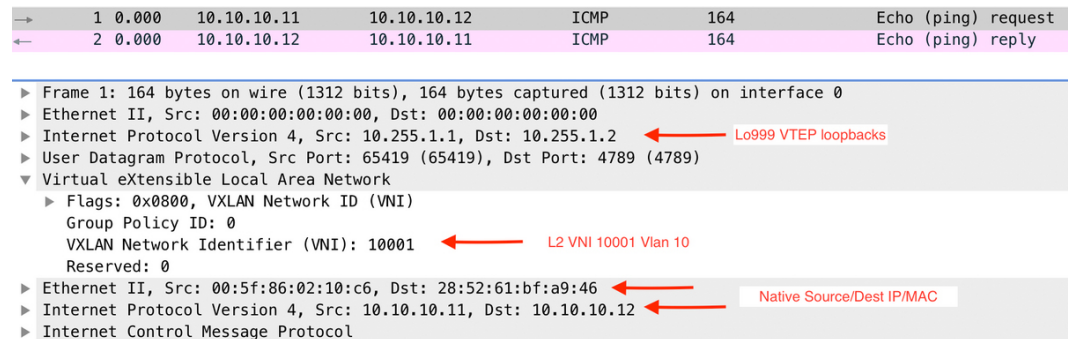 1 0.000 10.10.10.11 10.10.10.12 ICMP 164 Echo (ping) request
2 0.000 10.10.10.12 10.10.10.11 ICMP 164 Echo (ping) reply
Frame 1: 164 bytes on wire (1312 bits), 164 bytes captured (1312 bits) on interface 0
Ethernet II, Src: 00:00:00:00:00:00, Dst: 00:00:00:00:00:00
Internet Protocol Version 4, Src: 10.255.1.1, Dst: 10.255.1.2 Lo999 VTEP loopbacks
User Datagram Protocol, Src Port: 65419 (65419), Dst Port: 4789 (4789)
Virtual eXtensible Local Area Network
Flags: 0x0800, VXLAN Network ID (VNI)
Group Policy ID: 0
VXLAN Network Identifier (VNI): 10001 L2 VNI 10001 Vlan 10
Reserved: 0
Ethernet II, Src: 00:5f:86:02:10:c6, Dst: 28:52:61:bf:a9:46
Native Source/Dest IP/MAC
Internet Protocol Version 4, Src: 10.10.10.11, Dst: 10.10.10.12
Internet Control Message Protocol